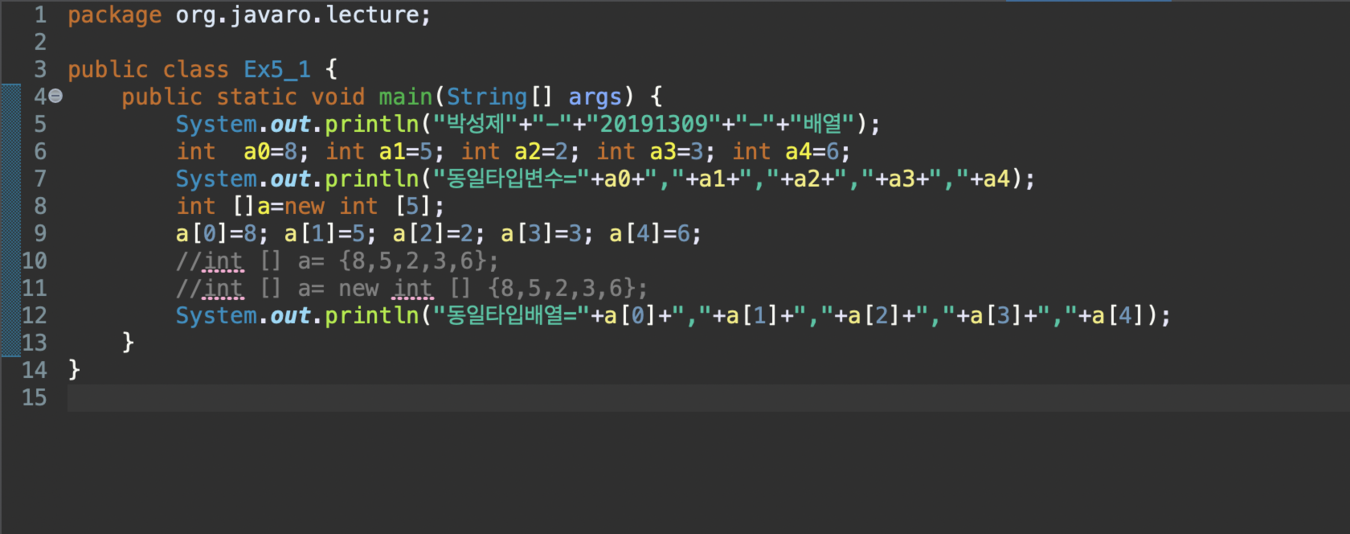 1 package org.javaro.lecture;
2
3 public class Ex5_1 {
4 public static void main(String[] args) {
5 System.out.println("박성제"+"-"+"20191309"+"-"+"배열");
6 int  a0=8; int a1=5; int a2=2; int a3=3; int a4=6;
7 System.out.println("동일타입변수="+a0+","+a1+","+a2+","+a3+","+a4);
8 int []a=new int [5];
9 a[0]=8; a[1]=5; a[2]=2; a[3]=3; a[4]=6;
10 //int [] a= {8,5,2,3,6};
11 //int [] a= new int [] {8,5,2,3,6};
12 System.out.println("동일타입배열="+a[0]+","+a[1]+","+a[2]+","+a[3]+","+a[4]);
13 }
14 }
15